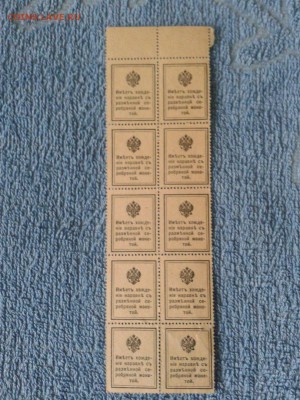 Имѣетъ хожде-
ніе наравнѣ съ
размѣнной се-
ребряной моне-
той.
Имѣетъ хожде-
ніе наравнѣ съ
размѣнной се-
ребряной моне-
той.
Имѣетъ хожде-
ніе наравнѣ съ
размѣнной се-
ребряной моне-
той.
Имѣетъ хожде-
ніе наравнѣ съ
размѣнной се-
ребряной моне-
той.
Имѣетъ хожде-
ніе наравнѣ съ
размѣнной се-
ребряной моне-
той.
Имѣетъ хожде-
ніе наравнѣ съ
размѣнной се-
ребряной моне-
той.
Имѣетъ хожде-
ніе наравнѣ съ
размѣнной се-
ребряной моне-
той.
Имѣетъ хожде-
ніе наравнѣ съ
размѣнной се-
ребряной моне-
той.
Имѣетъ хожде-
ніе наравнѣ съ
размѣнной се-
ребряной моне-
той.
Имѣетъ хожде-
ніе наравнѣ съ
размѣнной се-
ребряной моне-
той.